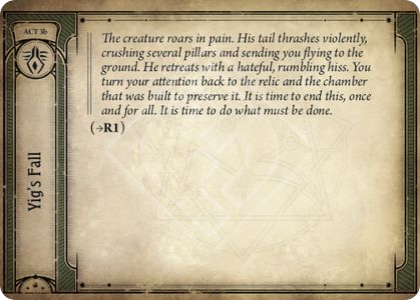 ACT 3b
Yig's Fall
The creature roars in pain. His tail thrashes violently,
crushing several pillars and sending you flying to the
ground. He retreats with a hateful, rumbling hiss. You
turn your attention back to the relic and the chamber
that was built to preserve it. It is time to end this, once
and for all. It is time to do what must be done.
(→R1)